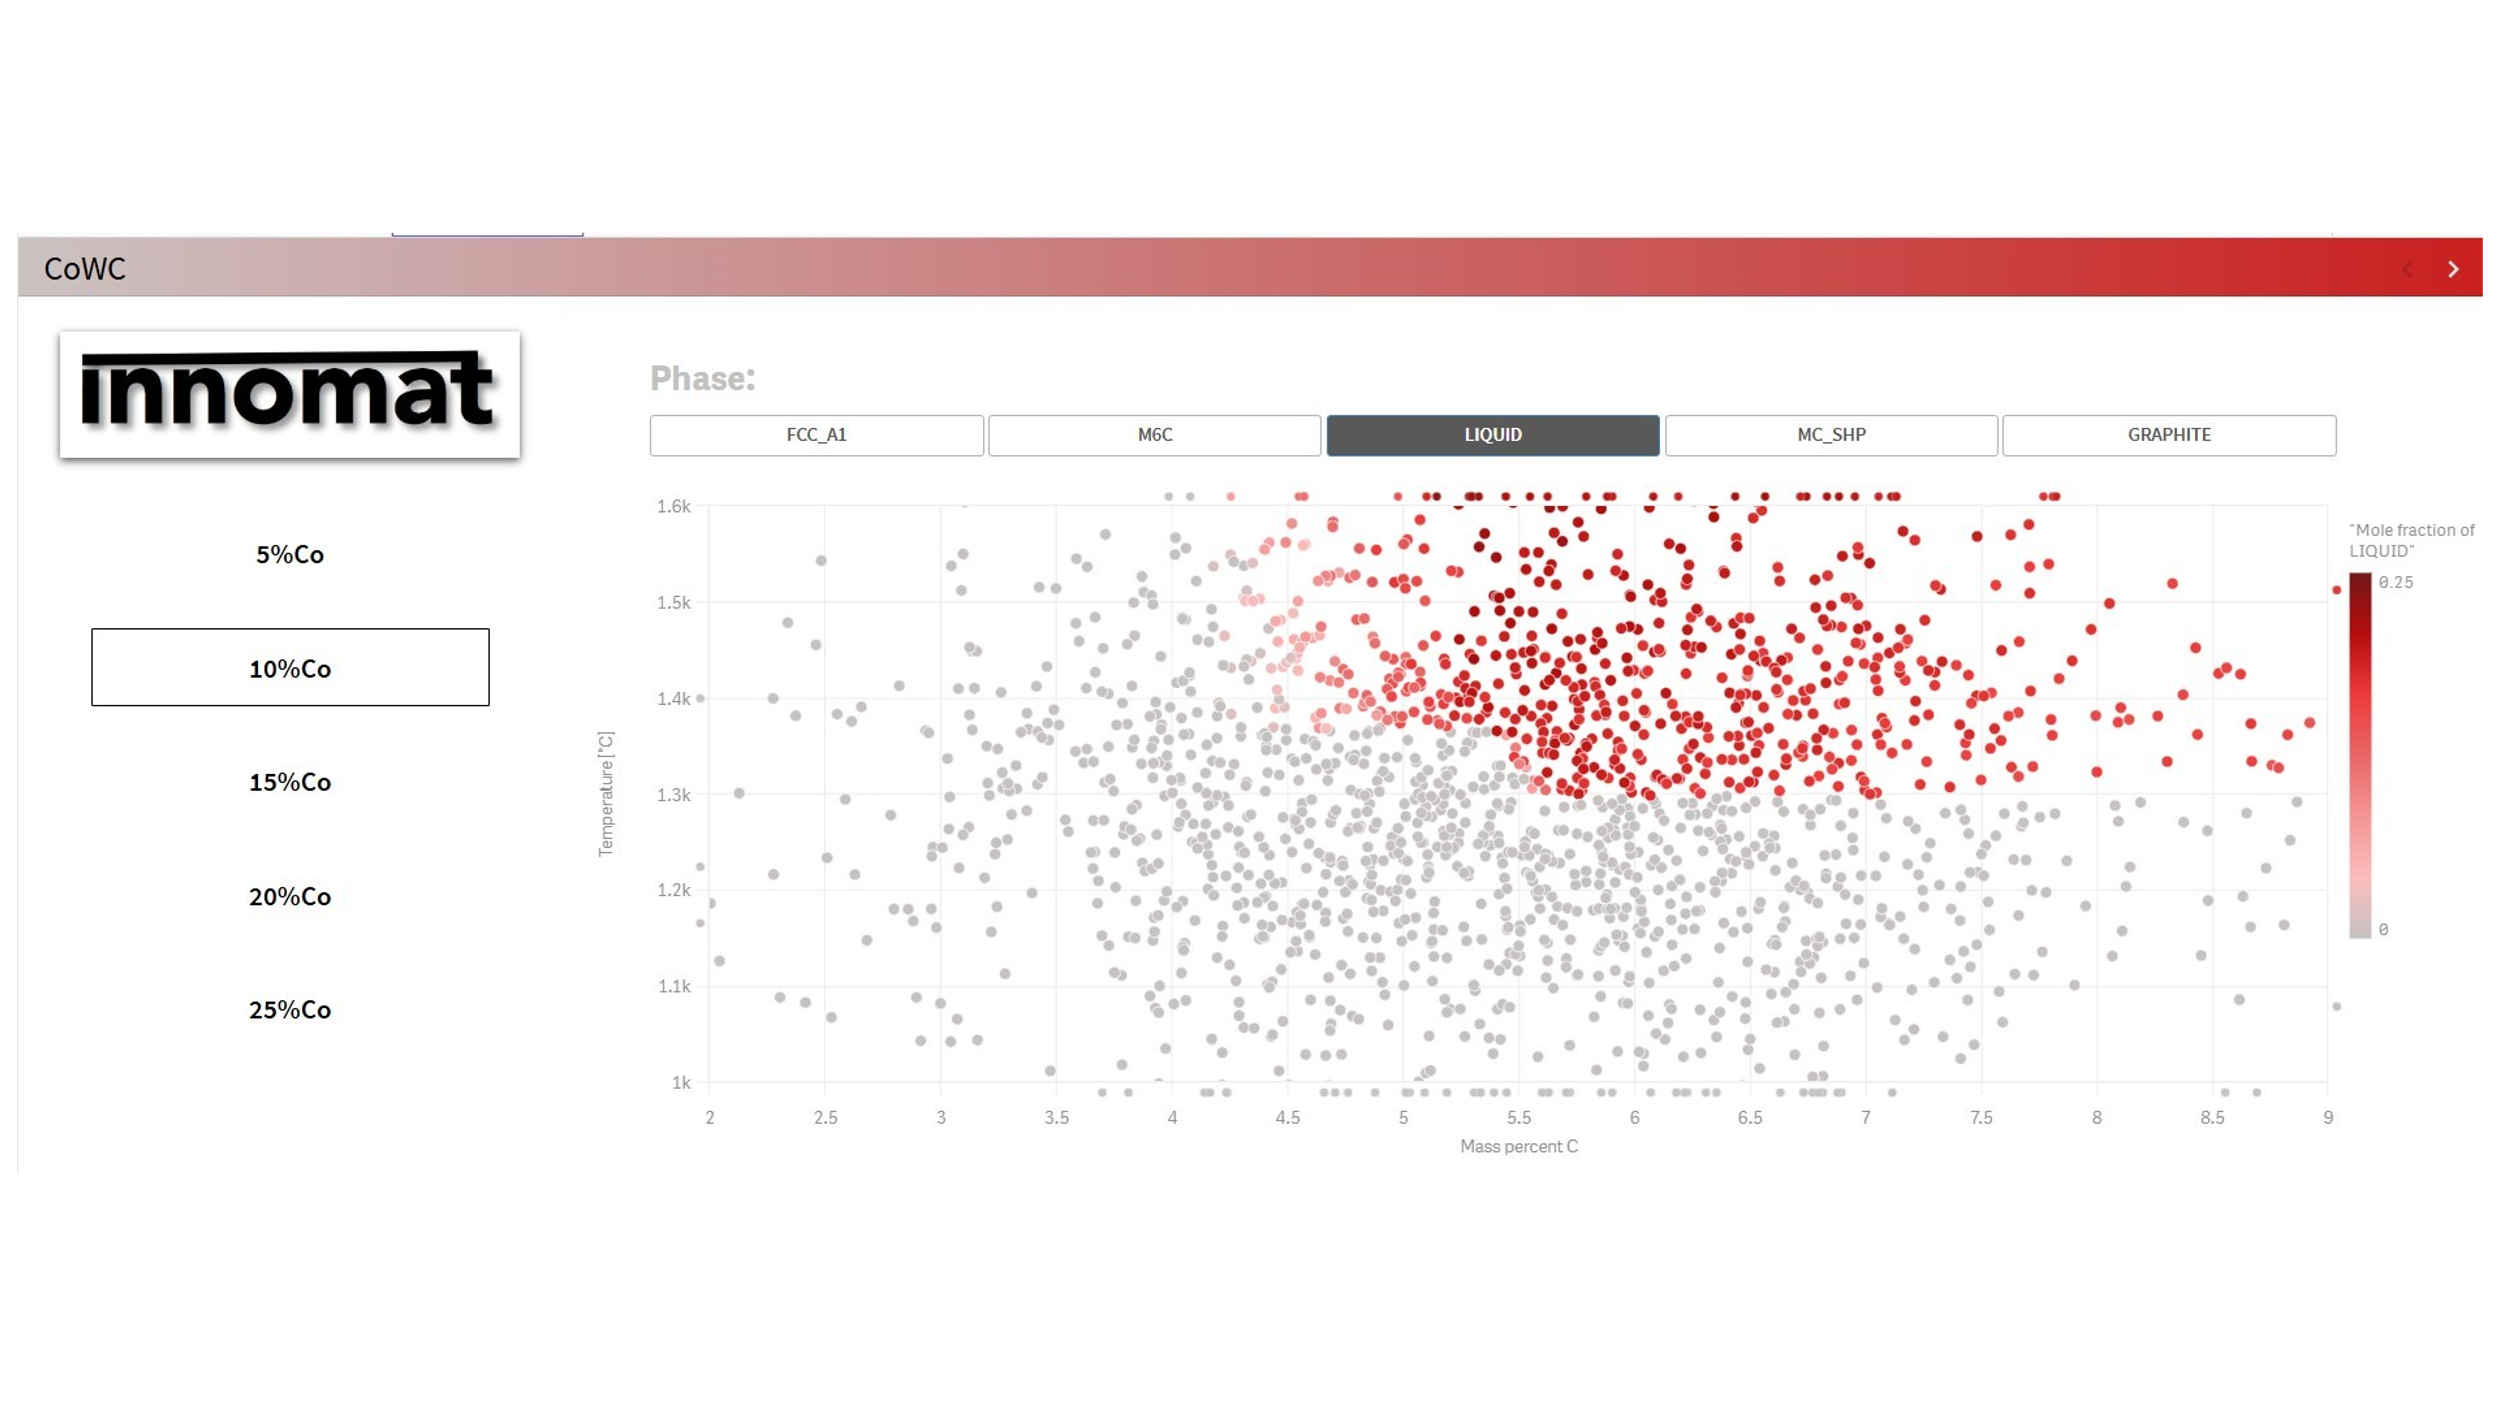 CoWC
innomat
5%Co
10%Co
15%Co
20%Co
25%Co
Phase:
FCC_A1
M6C
LIQUID
MC_SHP
GRAPHITE
1.6k
1.5k
1.4k
1.3k
1.2k
1.1k
1k
Temperature [°C]
2 2.5 3 3.5 4 4.5 5 5.5 6 6.5 7 7.5 8 8.5 9
Mass percent C
"Mole fraction of
LIQUID"
0.25
0